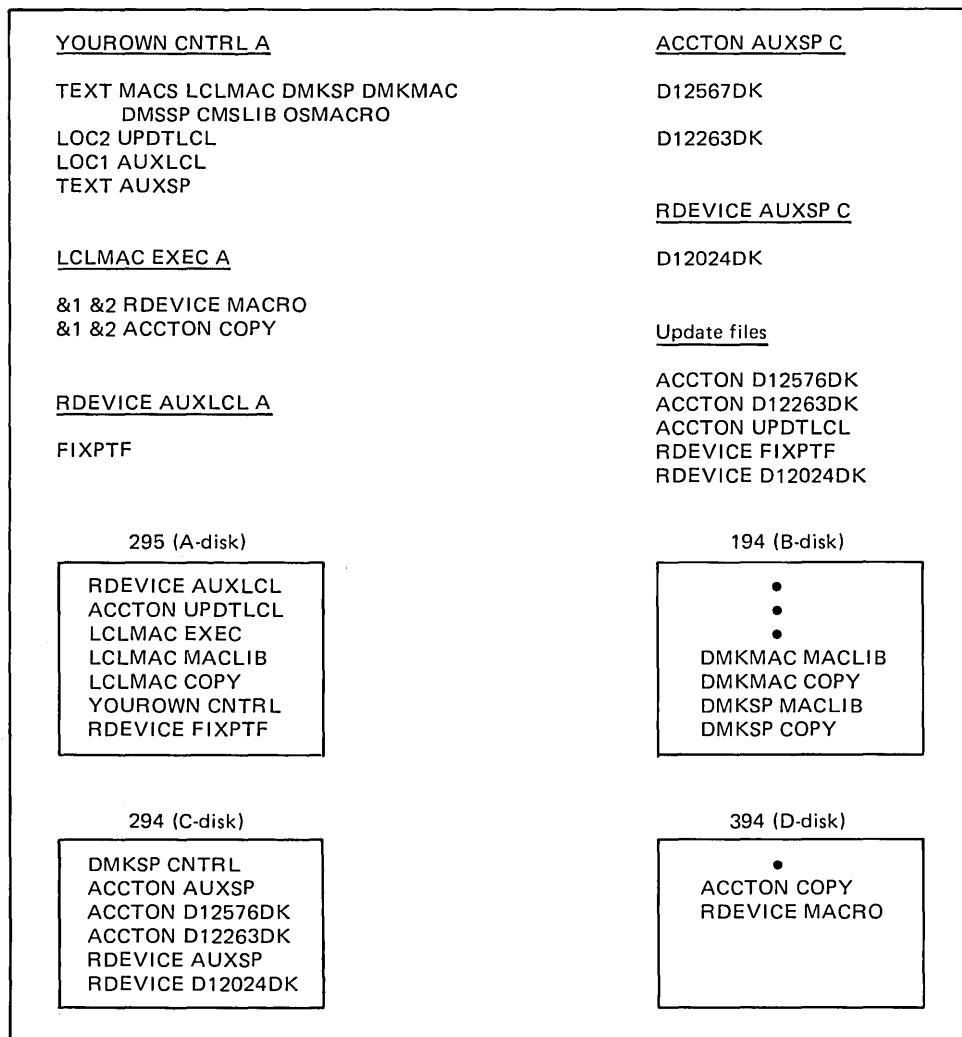 YOUROWN CNTRL A
TEXT MACS LCLMAC DMKSP DMKMAC
DMSSP CMSLIB OSMACRO
LOC2 UPDTLCL
LOC1 AUXLCL
TEXT AUXSP
LCLMAC EXEC A
&1 &2 RDEVICE MACRO
&1 &2 ACCTON COPY
RDEVICE AUXLCL A
FIXPTF
ACCTON AUXSP C
D12567DK
D12263DK
RDEVICE AUXSP C
D12024DK
Update files
ACCTON D12576DK
ACCTON D12263DK
ACCTON UPDTLCL
RDEVICE FIXPTF
RDEVICE D12024DK
295 (A-disk)
RDEVICE AUXLCL
ACCTON UPDTLCL
LCLMAC EXEC
LCLMAC MACLIB
LCLMAC COPY
YOUROWN CNTRL
RDEVICE FIXPTF
194 (B-disk)
DMKMAC MACLIB
DMKMAC COPY
DMKSP MACLIB
DMKSP COPY
294 (C-disk)
DMKSP CNTRL
ACCTON AUXSP
ACCTON D12576DK
ACCTON D12263DK
RDEVICE AUXSP
RDEVICE D12024DK
394 (D-disk)
ACCTON COPY
RDEVICE MACRO